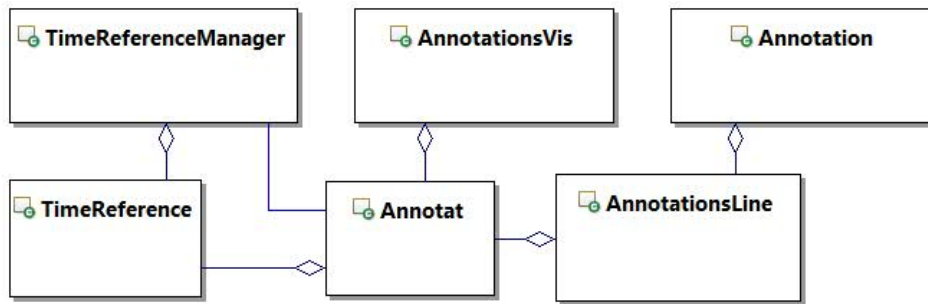 TimeReferenceManager
AnnotationsVis
Annotation
TimeReference
Annotat
AnnotationsLine